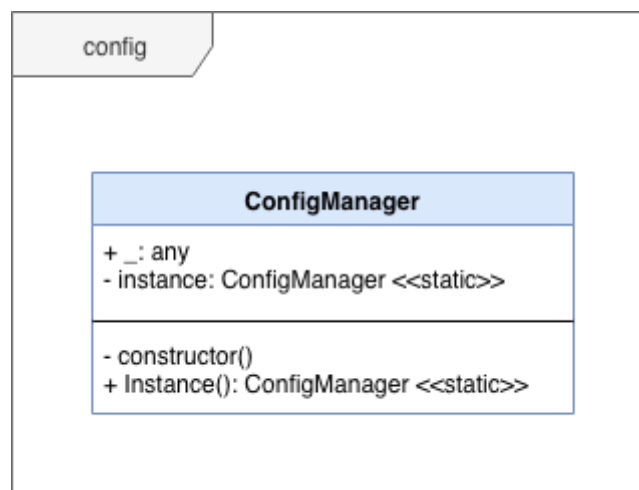 config
ConfigManager
+ _: any
- instance: ConfigManager <<static>>
- constructor()
+ Instance(): ConfigManager <<static>>